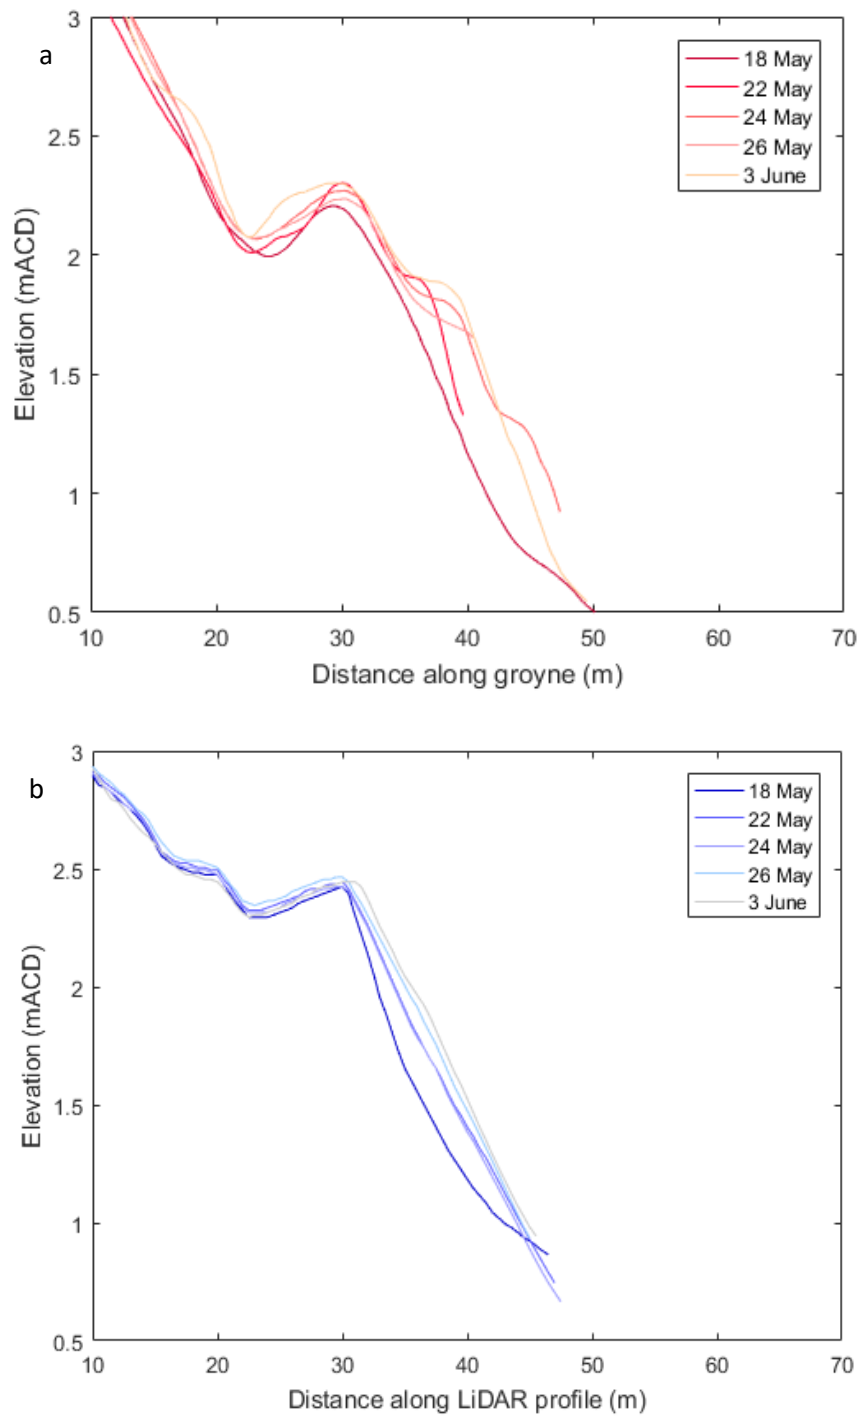 a
3
2.5
2
1.5
1
0.5
Elevation (mACD)
18 May
22 May
24 May
26 May
3 June
10 20 30 40 50 60 70
Distance along groyne (m)
b
3
2.5
2
1.5
1
0.5
Elevation (mACD)
18 May
22 May
24 May
26 May
3 June
10 20 30 40 50 60 70
Distance along LiDAR profile (m)